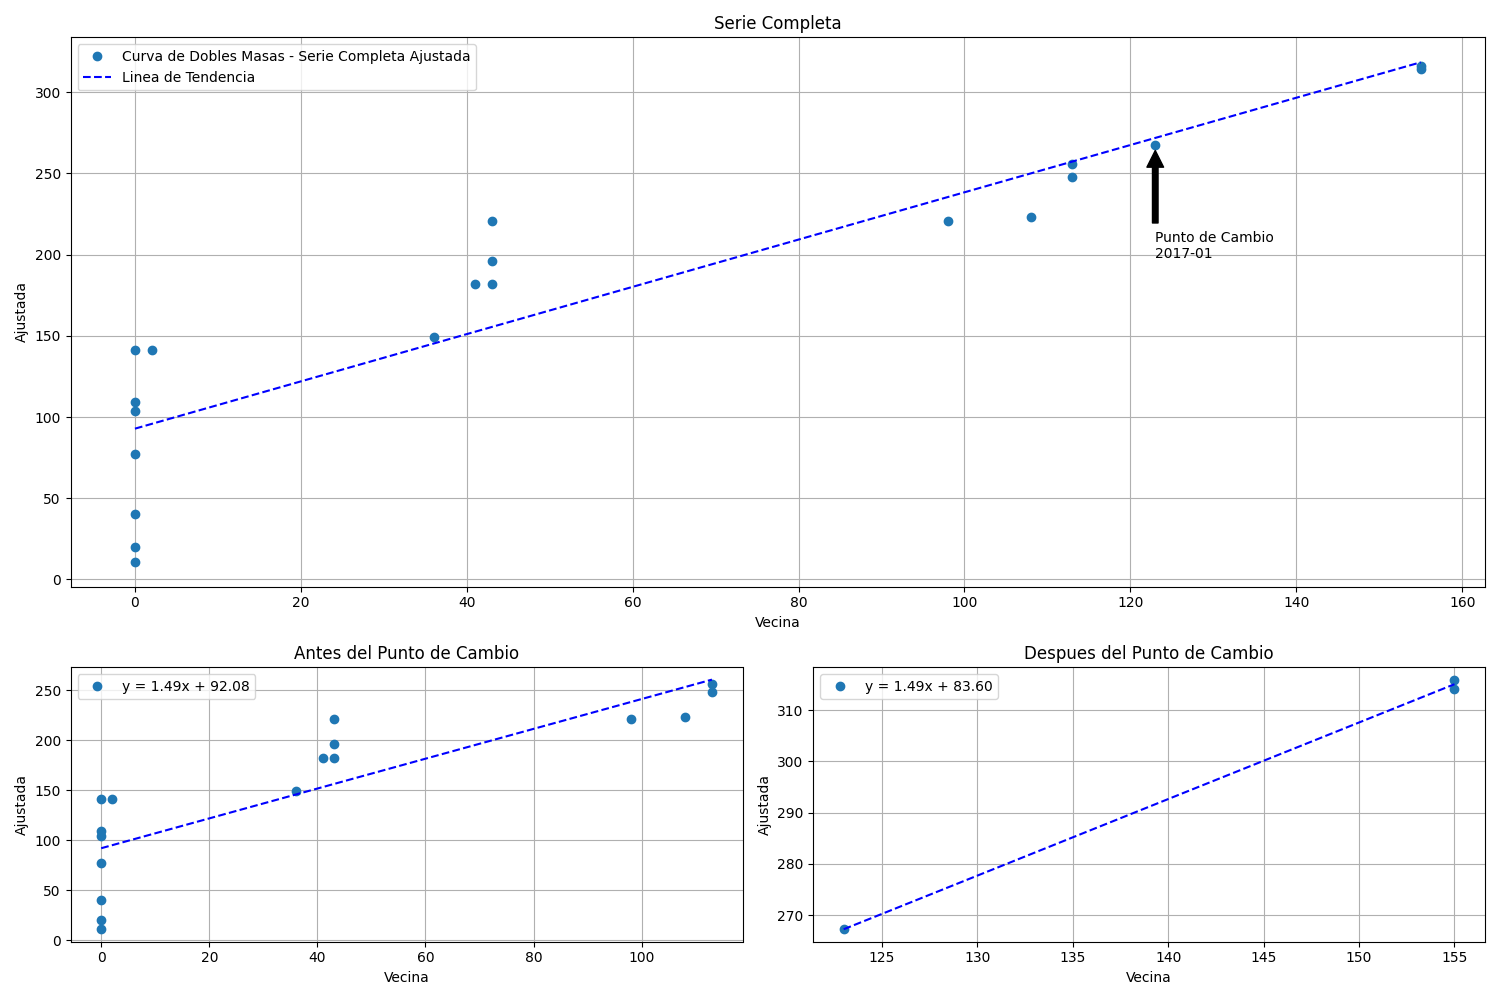 Serie Completa
Curva de Dobles Masas - Serie Completa Ajustada
Linea de Tendencia
Ajustada
300
250
200
150
100
50
0
Punto de Cambio
2017-01
0 20 40 60 80 100 120 140 160
Vecina
Antes del Punto de Cambio
y = 1.49x + 92.08
Ajustada
250
200
150
100
50
0
0 20 40 60 80 100
Vecina
Despues del Punto de Cambio
y = 1.49x + 83.60
Ajustada
310
300
290
280
270
125 130 135 140 145 150 155
Vecina